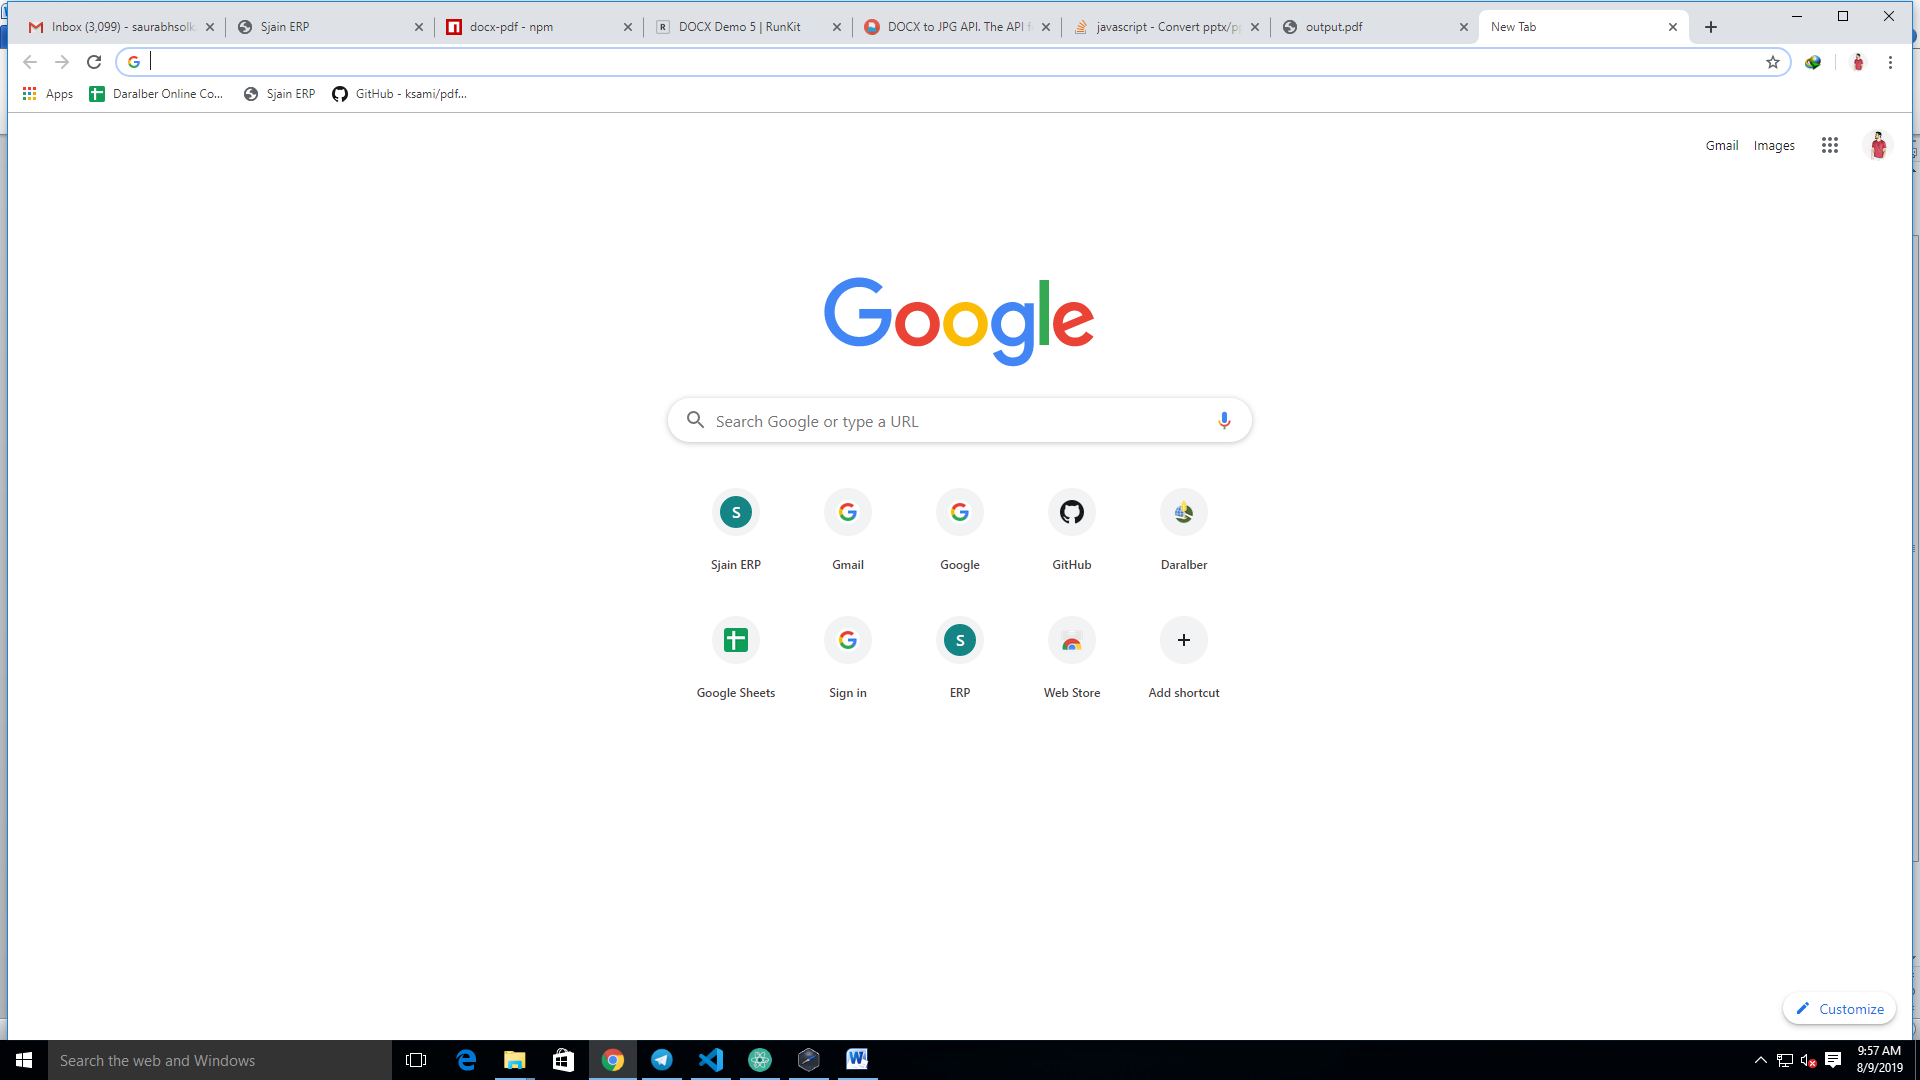 Inbox (3,099) - saurabhsolk
Sjain ERP
docx-pdf - npm
R
DOCX Demo 5 | RunKit
DOCX to JPG API. The API f
javascript - Convert pptx/pp
output.pdf
New Tab
Apps
Daralber Online Co...
Sjain ERP
GitHub - ksami/pdf...
Gmail
Images
Google
Search Google or type a URL
S
Sjain ERP
Gmail
Google
GitHub
Daralber
Google Sheets
Sign in
S
ERP
Web Store
Add shortcut
Customize
Search the web and Windows
9:57 AM
8/9/2019